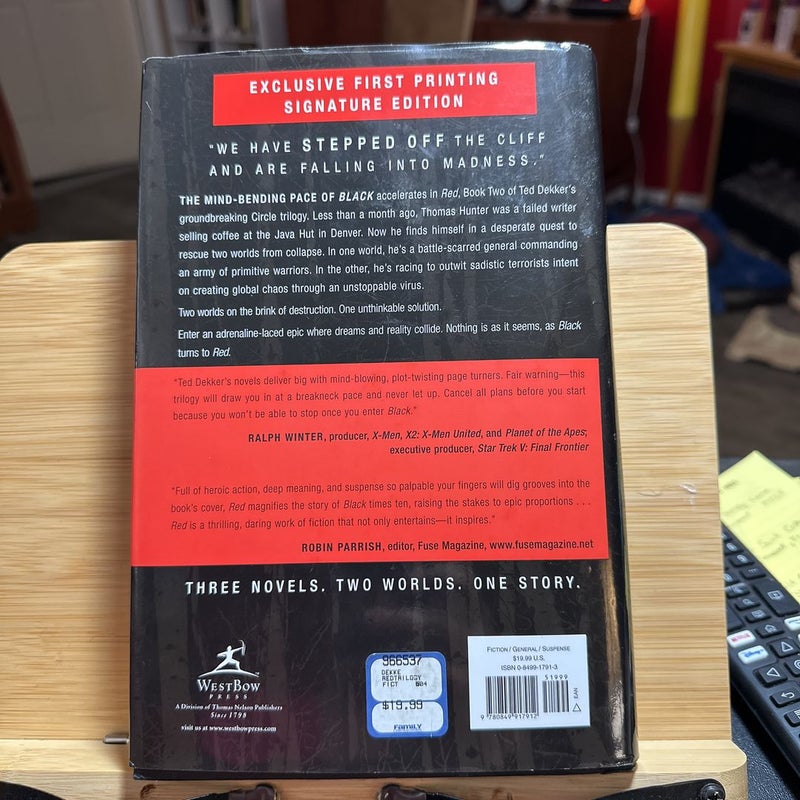 EXCLUSIVE FIRST PRINTING
SIGNATURE EDITION
"WE HAVE STEPPED OFF THE CLIFF
AND ARE FALLING INTO MADNESS."
THE MIND-BENDING PACE OF BLACK accelerates in Red, Book Two of Ted Dekker's
groundbreaking Circle trilogy. Less than a month ago, Thomas Hunter was a failed writer
selling coffee at the Java Hut in Denver. Now he finds himself in a desperate quest to
rescue two worlds from collapse. In one world, he's a battle-scarred general commanding
an army of primitive warriors. In the other, he's racing to outwit sadistic terrorists intent
on creating global chaos through an unstoppable virus.
Two worlds on the brink of destruction. One unthinkable solution.
Enter an adrenaline-laced epic where dreams and reality collide. Nothing is as it seems, as Black
turns to Red.
"Ted Dekker's novels deliver big with mind-blowing, plot-twisting page turners. Fair warning—this
trilogy will draw you in at a breakneck pace and never let up. Cancel all plans before you start
because you won't be able to stop once you enter Black."
RALPH WINTER, producer, X-Men, X2: X-Men United, and Planet of the Apes;
executive producer, Star Trek V: Final Frontier
"Full of heroic action, deep meaning, and suspense so palpable your fingers will dig grooves into the
book's cover, Red magnifies the story of Black times ten, raising the stakes to epic proportions . . .
Red is a thrilling, daring work of fiction that not only entertains—it inspires."
ROBIN PARRISH, editor, Fuse Magazine, www.fusemagazine.net
THREE NOVELS. TWO WORLDS. ONE STORY.
WESTBOW
PRESS
A Division of Thomas Nelson Publishers
Since 1798
visit us at www.westbowpress.com
966537
DEKKE
REDTRILOGY
FICT 804
$19.99
FAMILY
FICTION / GENERAL / SUSPENSE
$19.99 U.S.
ISBN 0-8499-1791-3
51999
EAN
9 780849 917912